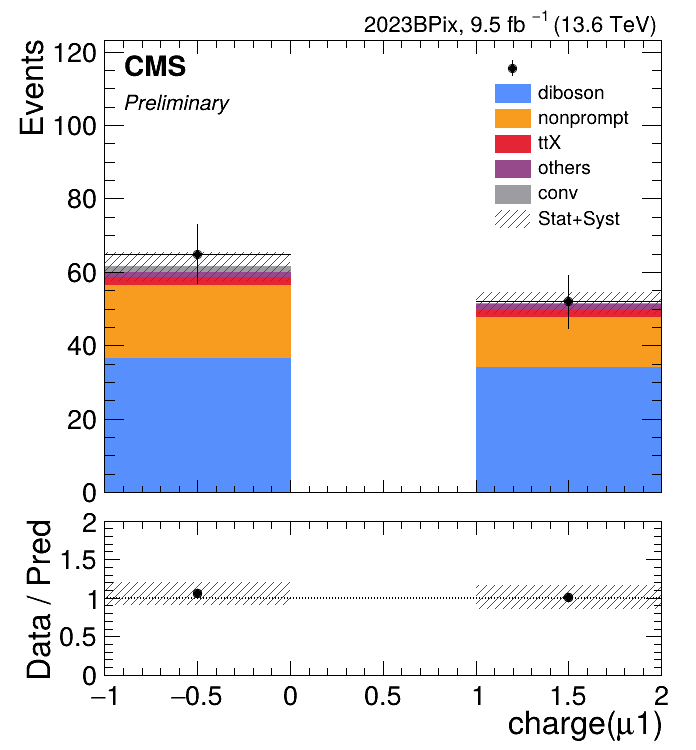 2023BPix, 9.5 fb⁻¹ (13.6 TeV)
CMS
Preliminary
Events
120
100
80
60
40
20
0
diboson
nonprompt
ttX
others
conv
Stat+Syst
Data / Pred
2
1.5
1
0.5
0
−1 −0.5 0 0.5 1 1.5 2
charge(μ1)